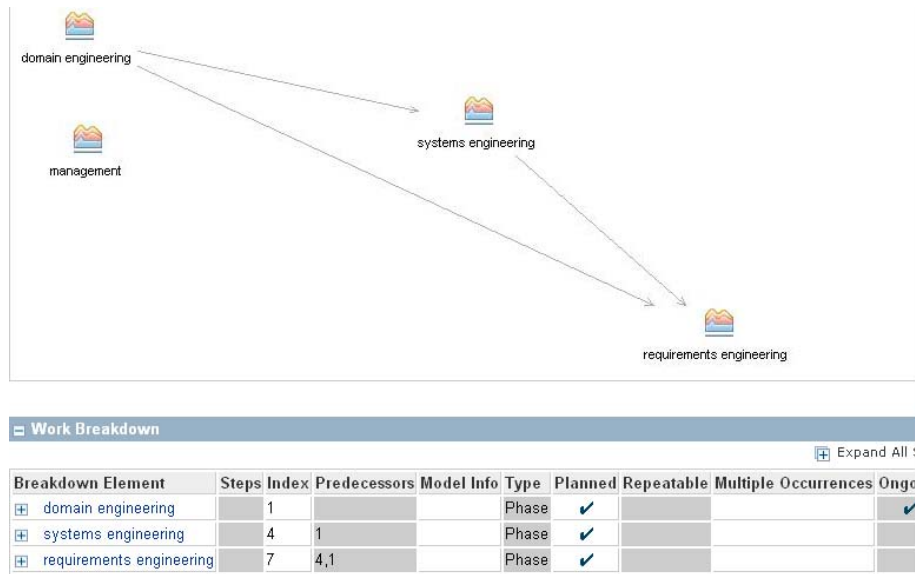 domain engineering
management
systems engineering
requirements engineering
Work Breakdown
Expand All
Breakdown Element Steps Index Predecessors Model Info Type Planned Repeatable Multiple Occurrences Ongo
domain engineering 1 Phase ✔ ✔
systems engineering 4 1 Phase ✔
requirements engineering 7 4,1 Phase ✔